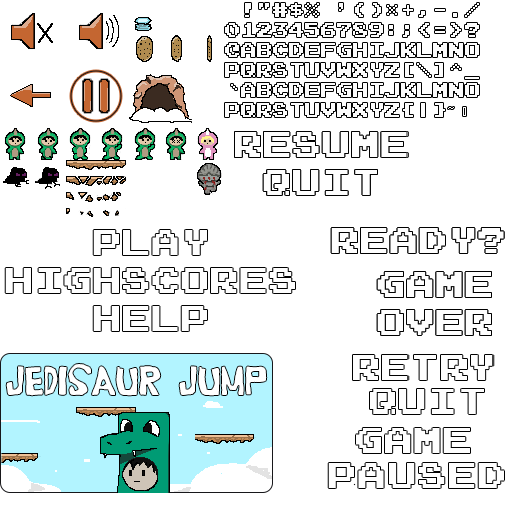 ! " # $ % ' ( ) × + , - . /
0123456789:;<=>?
@ABCDEFGHIJKLMNO
PQRSTUVWXYZ[\]^_
`ABCDEFGHIJKLMNO
PQRSTUVWXYZ{|}~
RESUME
QUIT
PLAY
HIGHSCORES
HELP
READY?
GAME
OVER
JEDISAUR JUMP
RETRY
QUIT
GAME
PAUSED